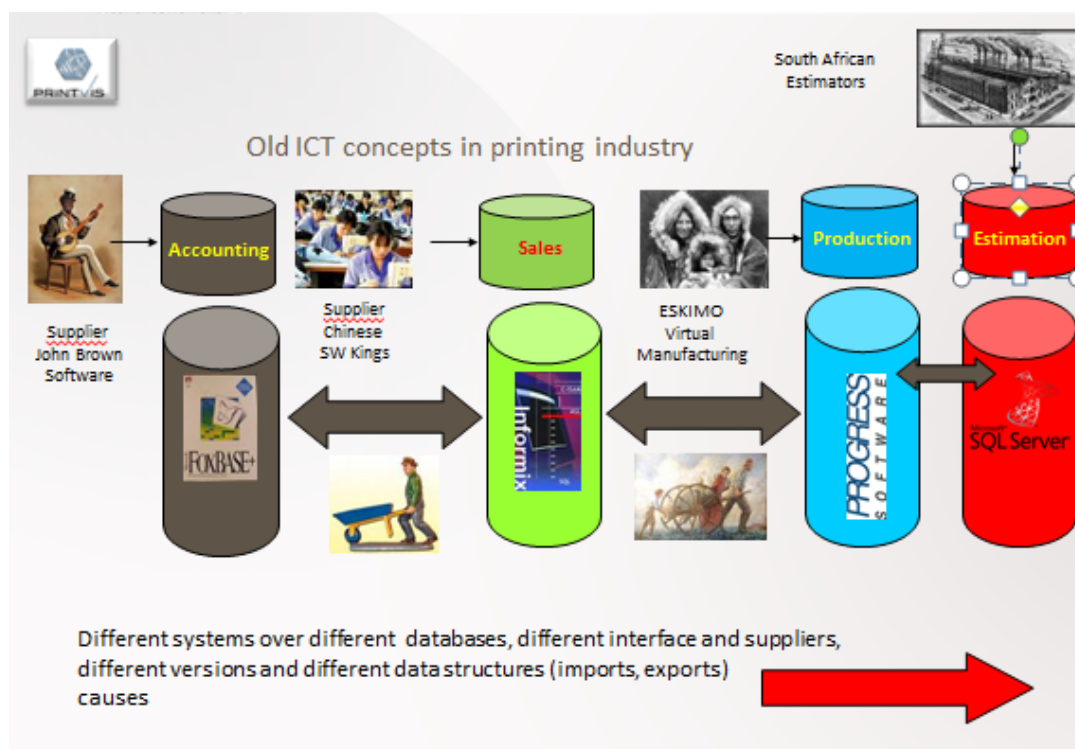 PRINTVIS
South African
Estimators
Old ICT concepts in printing industry
Accounting
Sales
Production
Estimation
Supplier
John Brown
Software
Supplier
Chinese
SW Kings
ESKIMO
Virtual
Manufacturing
FOXBASE+
Informix
PROGRESS
SOFTWARE
Microsoft
SQL Server
Different systems over different databases, different interface and suppliers,
different versions and different data structures (imports, exports)
causes